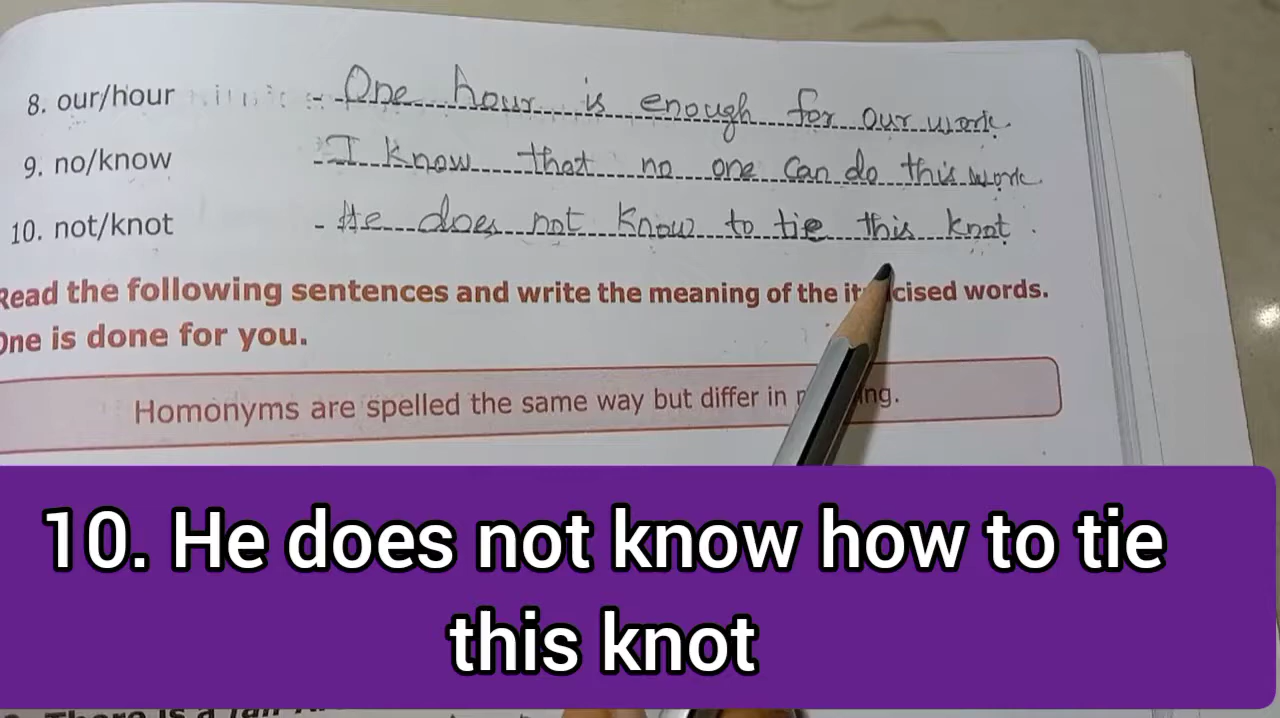 8. our/hour - One hour is enough for our work.
9. no/know - I know that no one can do this work
10. not/knot - He does not know to tie this knot.
Read the following sentences and write the meaning of the words.
One is done for you.
Homonyms are spelled the same way but differ in
10. He does not know how to tie
this knot
There is a